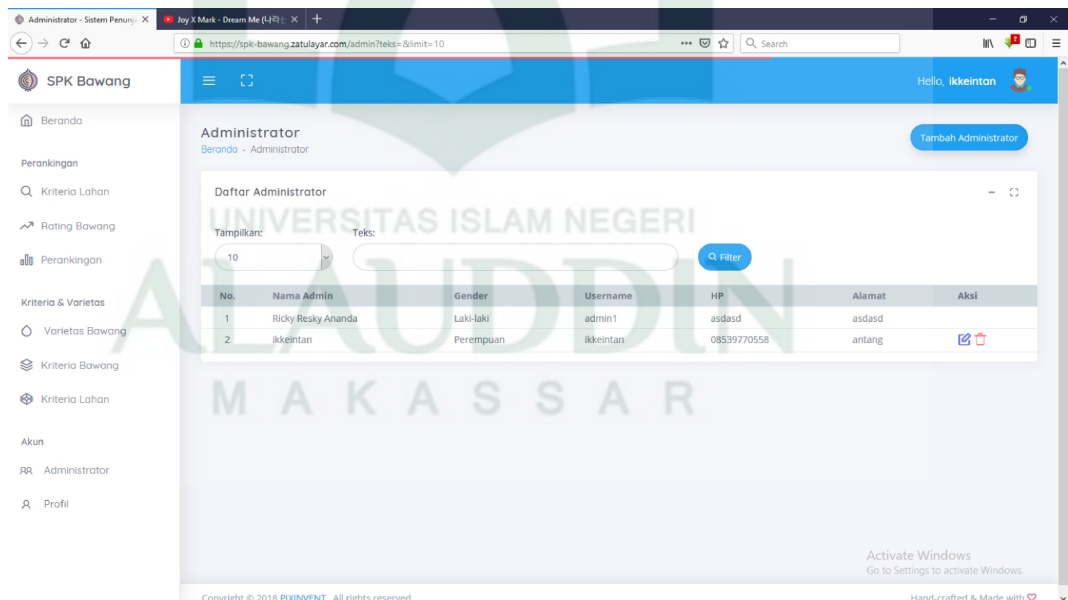 Administrator - Sistem Penunj
Joy X Mark - Dream Me
https://spk-bawang.zatulayar.com/admin?teks=&limit=10
Search
SPK Bawang
Hello, ikkeintan
Beranda
Perankingan
Kriteria Lahan
Rating Bawang
Perankingan
Kriteria & Varietas
Varietas Bawang
Kriteria Bawang
Kriteria Lahan
Akun
Administrator
Profil
Administrator
Beranda - Administrator
Tambah Administrator
Daftar Administrator
UNIVERSITAS ISLAM NEGERI
Tampilkan: Teks:
10 Filter
ALAUDDIN
No. Nama Admin Gender Username HP Alamat Aksi
1 Ricky Resky Ananda Laki-laki admin1 asdasd asdasd
2 ikkeintan Perempuan ikkeintan 08539770558 antang
MAKASSAR
Activate Windows
Go to Settings to activate Windows.
Copyright © 2018 PIXINVENT, All rights reserved.
Hand-crafted & Made with